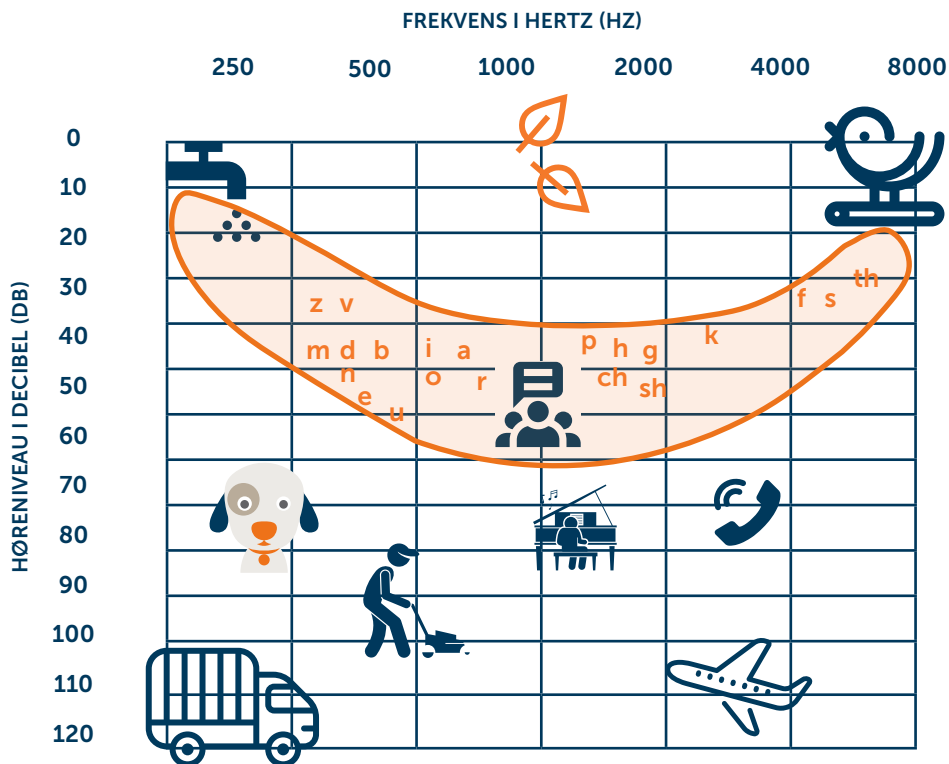 FREKVENS I HERTZ (HZ)
250 500 1000 2000 4000 8000
HØRENIVEAU I DECIBEL (DB)
0
10
20
30
40
50
60
70
80
90
100
110
120
th
z v f s
k
p
m d b i a h g
n o r ch sh
e
u